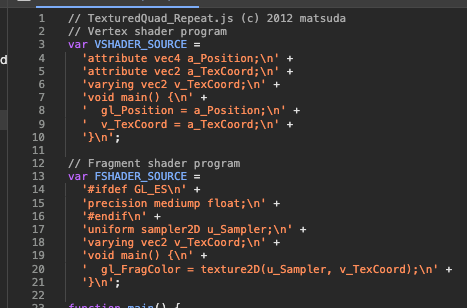 1 // TexturedQuad_Repeat.js (c) 2012 matsuda
2 // Vertex shader program
3 var VSHADER_SOURCE =
4   'attribute vec4 a_Position;\n' +
5   'attribute vec2 a_TexCoord;\n' +
6   'varying vec2 v_TexCoord;\n' +
7   'void main() {\n' +
8   '  gl_Position = a_Position;\n' +
9   '  v_TexCoord = a_TexCoord;\n' +
10   '}\n';
11
12 // Fragment shader program
13 var FSHADER_SOURCE =
14   '#ifdef GL_ES\n' +
15   'precision mediump float;\n' +
16   '#endif\n' +
17   'uniform sampler2D u_Sampler;\n' +
18   'varying vec2 v_TexCoord;\n' +
19   'void main() {\n' +
20   '  gl_FragColor = texture2D(u_Sampler, v_TexCoord);\n' +
21   '}\n';
22
23 function main() {
d